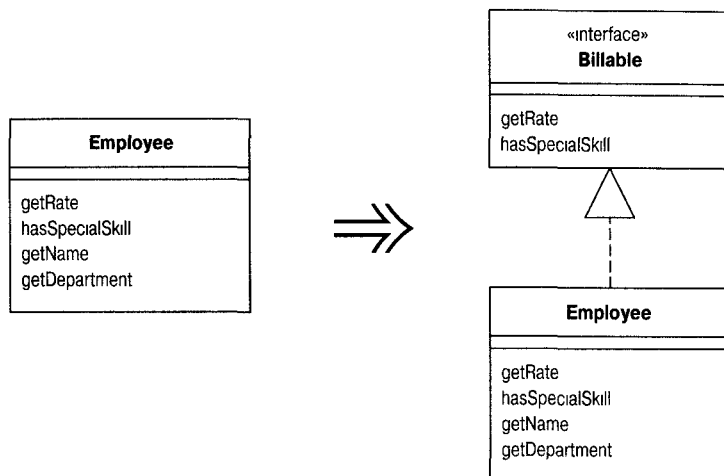 Employee
getRate
hasSpecialSkill
getName
getDepartment
«interface»
Billable
getRate
hasSpecialSkill
Employee
getRate
hasSpecialSkill
getName
getDepartment